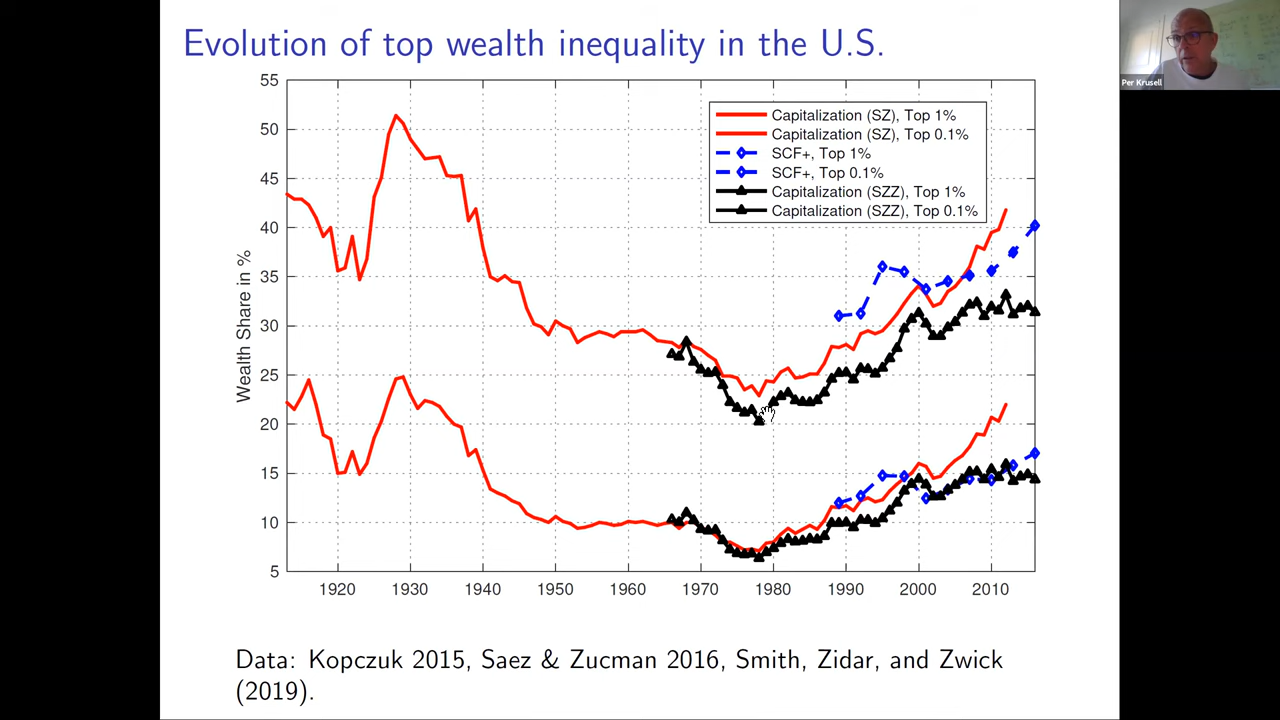 Evolution of top wealth inequality in the U.S.
Per Krusell
55
50
45
40
35
30
25
20
15
10
5
Wealth Share in %
Capitalization (SZ), Top 1%
Capitalization (SZ), Top 0.1%
SCF+, Top 1%
SCF+, Top 0.1%
Capitalization (SZZ), Top 1%
Capitalization (SZZ), Top 0.1%
1920 1930 1940 1950 1960 1970 1980 1990 2000 2010
Data: Kopczuk 2015, Saez & Zucman 2016, Smith, Zidar, and Zwick
(2019).